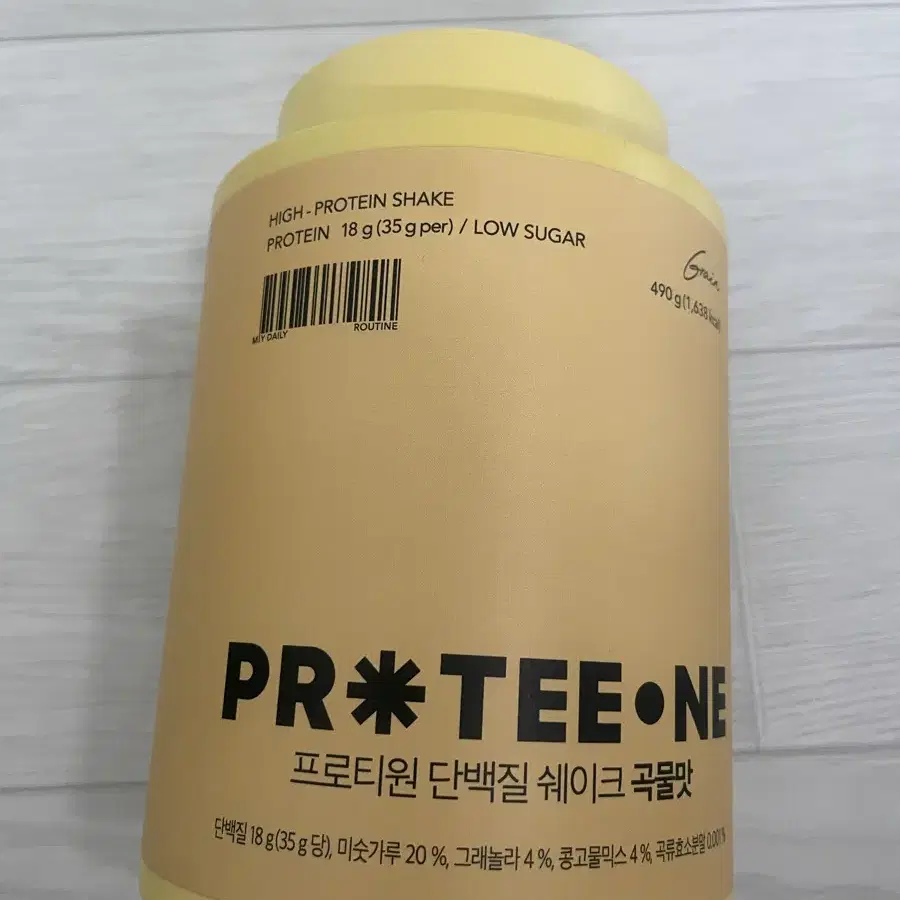 HIGH - PROTEIN SHAKE
PROTEIN 18 g (35 g per) / LOW SUGAR
Grain
490 g (1,638 kcal)
MY DAILY ROUTINE
PR*TEE•NE
프로티원 단백질 쉐이크 곡물맛
단백질 18 g (35 g 당), 미숫가루 20 %, 그래놀라 4 %, 콩고물믹스 4 %, 곡류효소분말 0.001 %